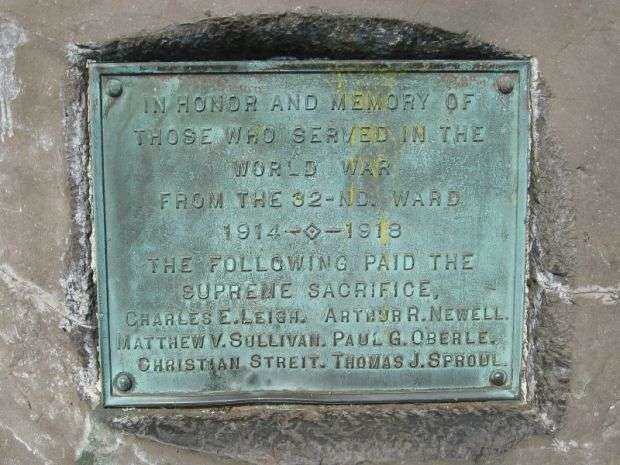 IN HONOR AND MEMORY OF
THOSE WHO SERVED IN THE
WORLD WAR
FROM THE 32-ND. WARD
1914-◇-1918
THE FOLLOWING PAID THE
SUPREME SACRIFICE,
CHARLES E. LEIGH. ARTHUR R. NEWELL.
MATTHEW V. SULLIVAN. PAUL G. OBERLE.
CHRISTIAN STREIT. THOMAS J. SPROUL.